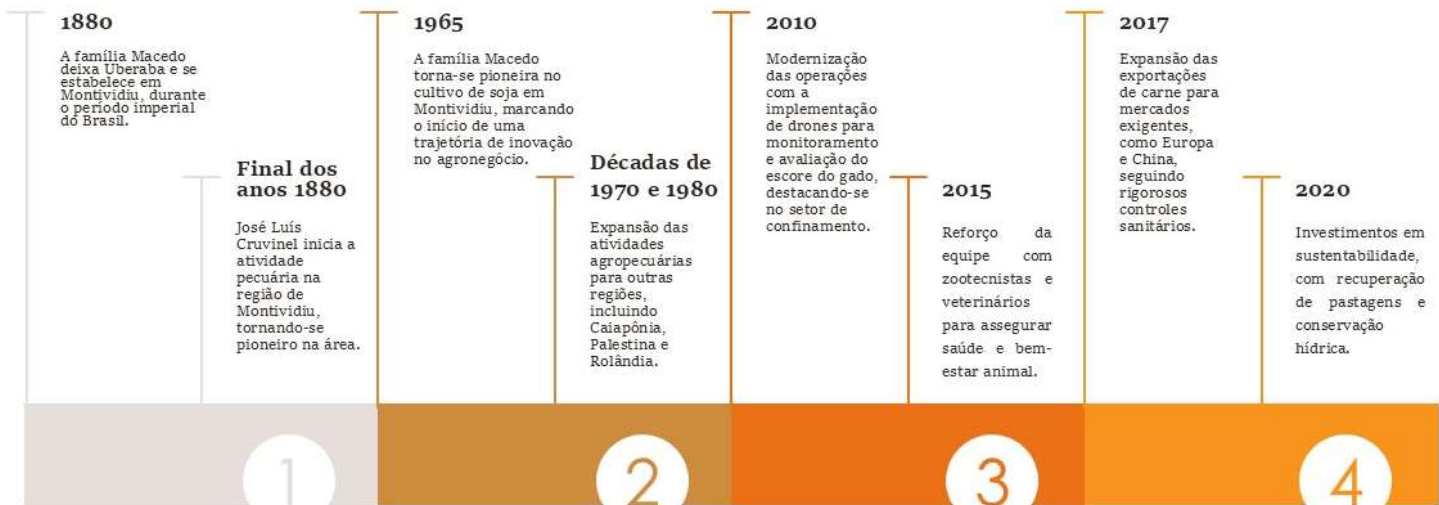 1880
A família Macedo
deixa Uberaba e se
estabelece em
Montividiu, durante
o período imperial
do Brasil.
Final dos
anos 1880
José Luís
Cruvinel inicia a
atividade
pecuária na
região de
Montividiu,
tornando-se
pioneiro na área.
1965
A família Macedo
torna-se pioneira no
cultivo de soja em
Montividiu, marcando
o início de uma
trajetória de inovação
no agronegócio.
Décadas de
1970 e 1980
Expansão das
atividades
agropecuárias
para outras
regiões,
incluindo
Caiapônia,
Palestina e
Rolândia.
2010
Modernização
das operações
com a
implementação
de drones para
monitoramento
e avaliação do
escore do gado,
destacando-se
no setor de
confinamento.
2015
Reforço da
equipe com
zootecnistas e
veterinários
para assegurar
saúde e bem-
estar animal.
2017
Expansão das
exportações
de carne para
mercados
exigentes,
como Europa
e China,
seguindo
rigorosos
controles
sanitários.
2020
Investimentos em
sustentabilidade,
com recuperação
de pastagens e
conservação
hídrica.
1
2
3
4